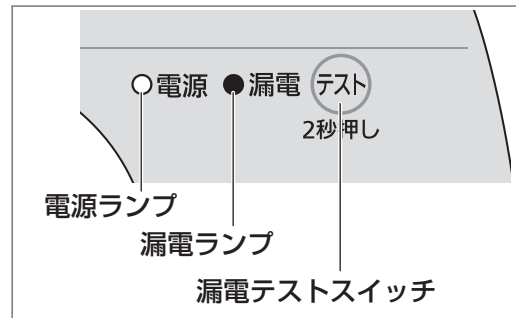 電源 漏電 テスト
2秒押し
電源ランプ
漏電ランプ
漏電テストスイッチ